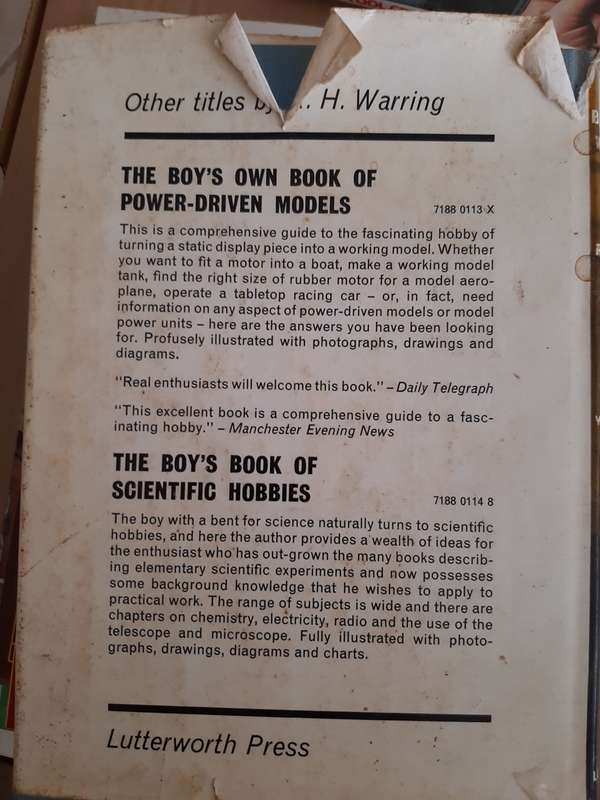 Other titles by . H. Warring
THE BOY'S OWN BOOK OF
POWER-DRIVEN MODELS 7188 0113 X
This is a comprehensive guide to the fascinating hobby of
turning a static display piece into a working model. Whether
you want to fit a motor into a boat, make a working model
tank, find the right size of rubber motor for a model aero-
plane, operate a tabletop racing car – or, in fact, need
information on any aspect of power-driven models or model
power units – here are the answers you have been looking
for. Profusely illustrated with photographs, drawings and
diagrams.
"Real enthusiasts will welcome this book." – Daily Telegraph
"This excellent book is a comprehensive guide to a fasc-
inating hobby." – Manchester Evening News
THE BOY'S BOOK OF
SCIENTIFIC HOBBIES 7188 0114 8
The boy with a bent for science naturally turns to scientific
hobbies, and here the author provides a wealth of ideas for
the enthusiast who has out-grown the many books describ-
ing elementary scientific experiments and now possesses
some background knowledge that he wishes to apply to
practical work. The range of subjects is wide and there are
chapters on chemistry, electricity, radio and the use of the
telescope and microscope. Fully illustrated with photo-
graphs, drawings, diagrams and charts.
Lutterworth Press